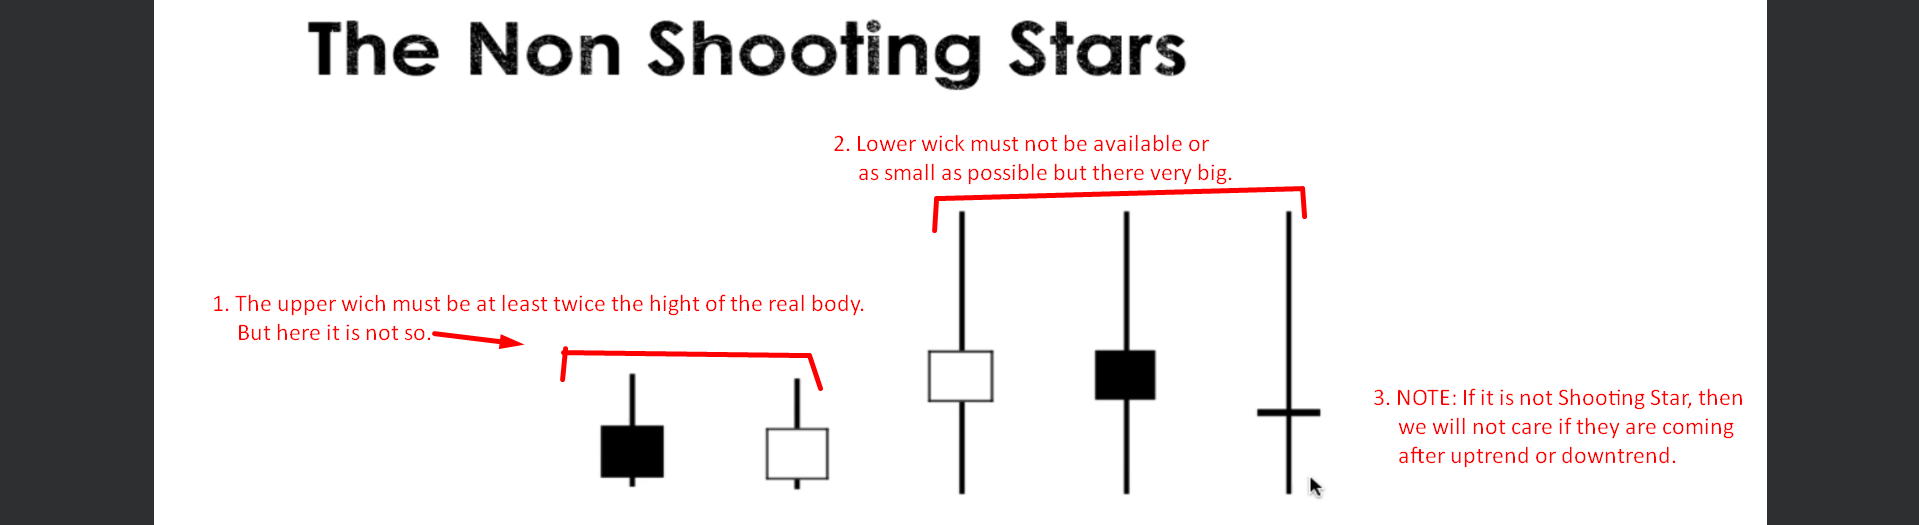 The Non Shooting Stars
2. Lower wick must not be available or
as small as possible but there very big.
1. The upper wich must be at least twice the hight of the real body.
But here it is not so.
3. NOTE: If it is not Shooting Star, then
we will not care if they are coming
after uptrend or downtrend.